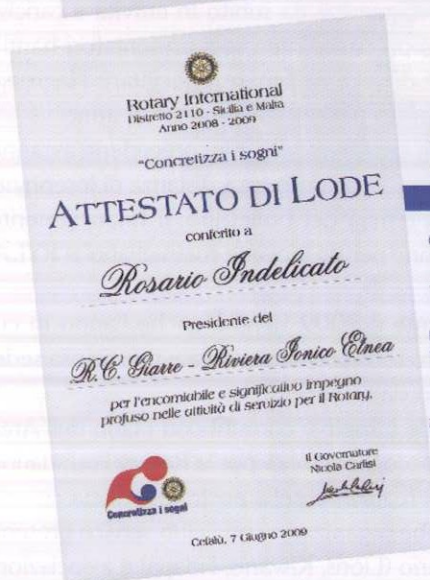 Rotary International
Distretto 2110 - Sicilia e Malta
Anno 2008 - 2009
"Concretizza i sogni"
ATTESTATO DI LODE
conferito a
Rosario Indelicato
Presidente del
R.C. Giarre - Riviera Jonico Etnea
per l'encomiabile e significativo impegno
profuso nelle attività di servizio per il Rotary.
Il Governatore
Nicola Carlisi
Concretizza i sogni
Cefalù, 7 Giugno 2009